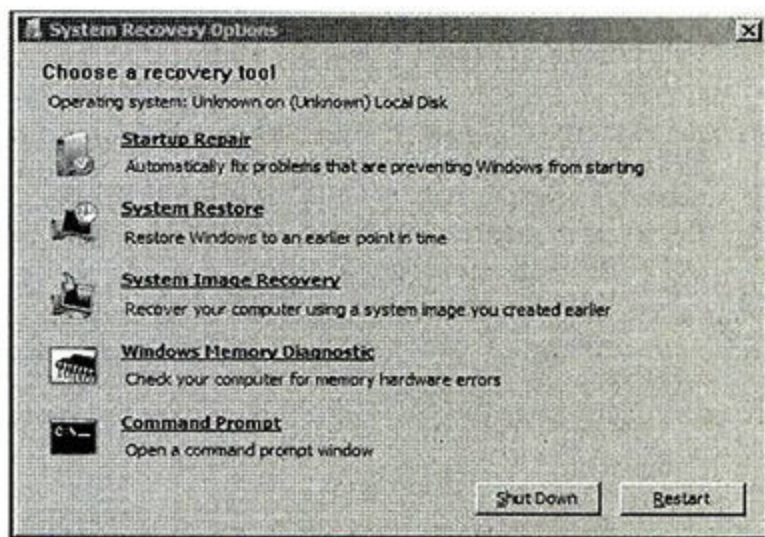 System Recovery Options
Choose a recovery tool
Operating system: Unknown on (Unknown) Local Disk
Startup Repair
Automatically fix problems that are preventing Windows from starting
System Restore
Restore Windows to an earlier point in time
System Image Recovery
Recover your computer using a system image you created earlier
Windows Memory Diagnostic
Check your computer for memory hardware errors
C:\_
Command Prompt
Open a command prompt window
Shut Down
Restart